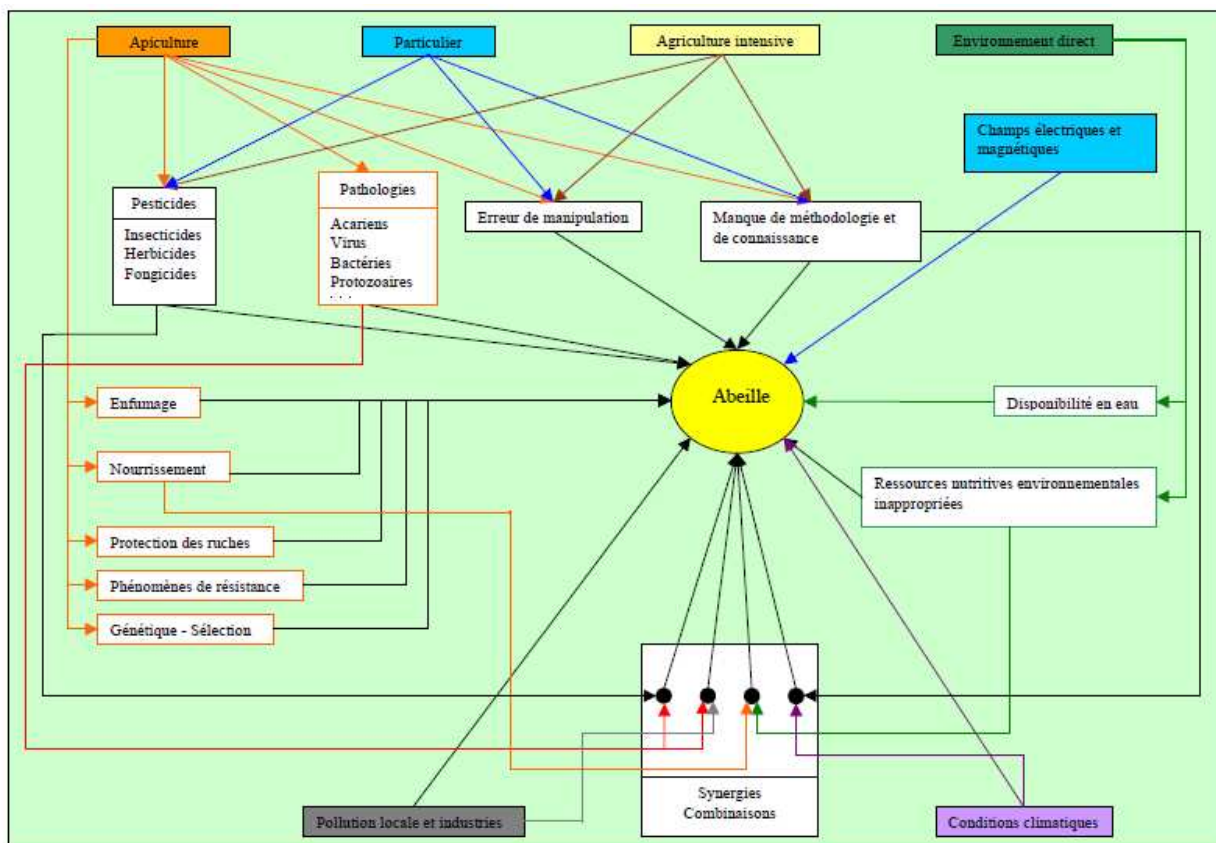 Apiculture
Particulier
Agriculture intensive
Environnement direct
Champs électriques et
magnétiques
Pesticides
Insecticides
Herbicides
Fongicides
Pathologies
Acariens
Virus
Bactéries
Protozoaires
. . .
Erreur de manipulation
Manque de méthodologie et
de connaissance
Abeille
Enfumage
Disponibilité en eau
Nourrissement
Ressources nutritives environnementales
inappropriées
Protection des ruches
Phénomènes de résistance
Génétique - Sélection
Synergies
Combinaisons
Pollution locale et industries
Conditions climatiques